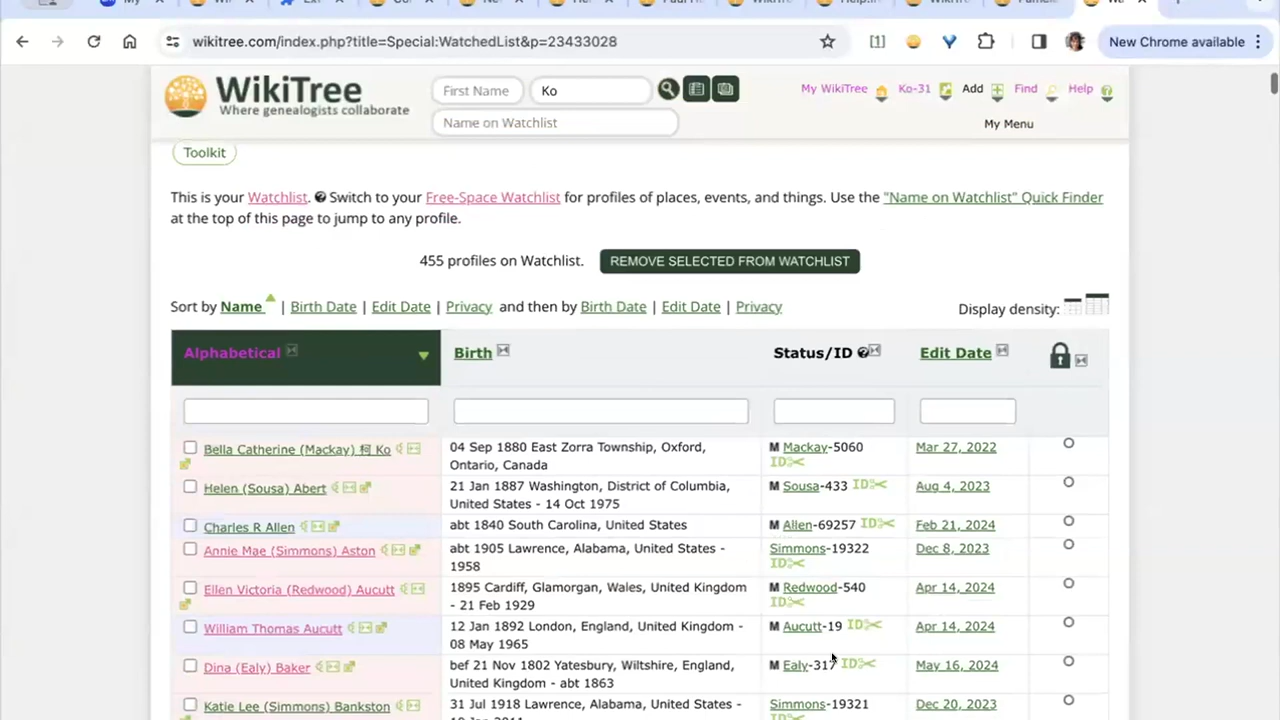 wikitree.com/index.php?title=Special:WatchedList&p=23433028
New Chrome available
WikiTree
Where genealogists collaborate
First Name
Ko
Name on Watchlist
My WikiTree
Ko-31
Add
Find
Help
My Menu
Toolkit
This is your Watchlist. Switch to your Free-Space Watchlist for profiles of places, events, and things. Use the "Name on Watchlist" Quick Finder
at the top of this page to jump to any profile.
455 profiles on Watchlist.
REMOVE SELECTED FROM WATCHLIST
Sort by Name | Birth Date | Edit Date | Privacy and then by Birth Date | Edit Date | Privacy
Display density:
Alphabetical
Birth
Status/ID
Edit Date
Bella Catherine (Mackay) 柯 Ko
04 Sep 1880 East Zorra Township, Oxford,
Ontario, Canada
M Mackay-5060
ID
Mar 27, 2022
Helen (Sousa) Abert
21 Jan 1887 Washington, District of Columbia,
United States - 14 Oct 1975
M Sousa-433 ID
Aug 4, 2023
Charles R Allen
abt 1840 South Carolina, United States
M Allen-69257 ID
Feb 21, 2024
Annie Mae (Simmons) Aston
abt 1905 Lawrence, Alabama, United States -
1958
Simmons-19322
ID
Dec 8, 2023
Ellen Victoria (Redwood) Aucutt
1895 Cardiff, Glamorgan, Wales, United Kingdom
- 21 Feb 1929
M Redwood-540
ID
Apr 14, 2024
William Thomas Aucutt
12 Jan 1892 London, England, United Kingdom -
08 May 1965
M Aucutt-19 ID
Apr 14, 2024
Dina (Ealy) Baker
bef 21 Nov 1802 Yatesbury, Wiltshire, England,
United Kingdom - abt 1863
M Ealy-317 ID
May 16, 2024
Katie Lee (Simmons) Bankston
31 Jul 1918 Lawrence, Alabama, United States -
Simmons-19321
Dec 20, 2023